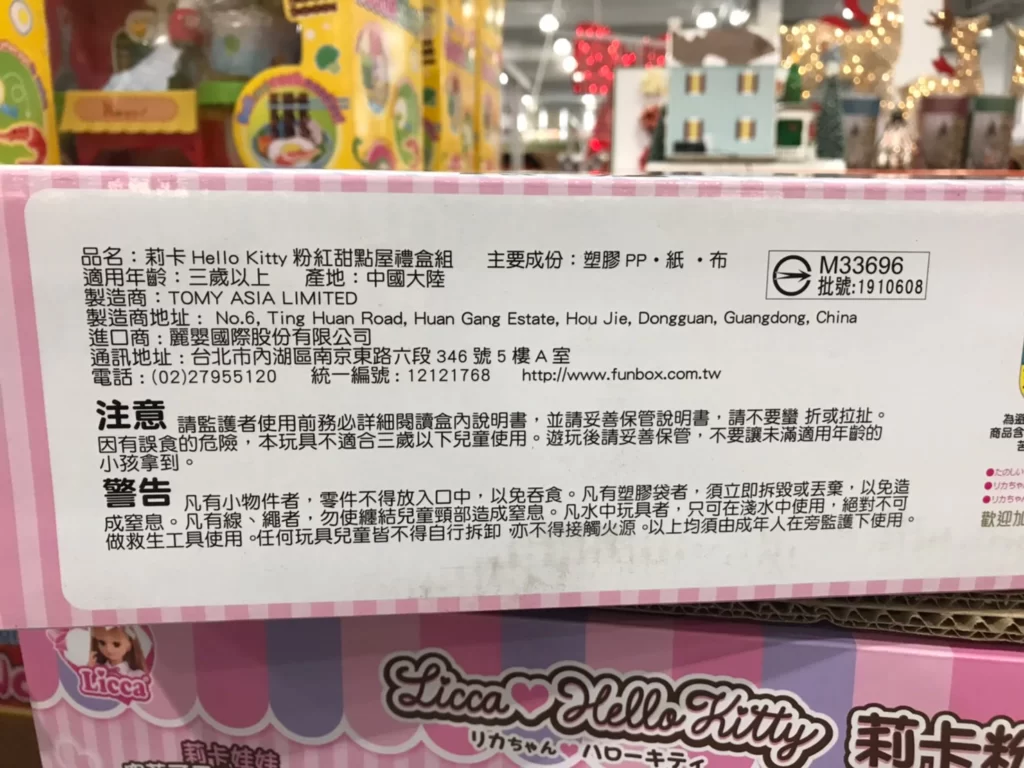 品名：莉卡 Hello Kitty 粉紅甜點屋禮盒組 主要成份：塑膠 PP・紙・布
適用年齡：三歲以上 產地：中國大陸
製造商：TOMY ASIA LIMITED
製造商地址： No.6, Ting Huan Road, Huan Gang Estate, Hou Jie, Dongguan, Guangdong, China
進口商：麗嬰國際股份有限公司
通訊地址：台北市內湖區南京東路六段 346 號 5 樓 A 室
電話：(02)27955120 統一編號：12121768 http://www.funbox.com.tw
M33696
批號:1910608
注意 請監護者使用前務必詳細閱讀盒內說明書，並請妥善保管說明書，請不要彎 折或拉扯。
因有誤食的危險，本玩具不適合三歲以下兒童使用。遊玩後請妥善保管，不要讓未滿適用年齡的
小孩拿到。
警告 凡有小物件者，零件不得放入口中，以免吞食。凡有塑膠袋者，須立即拆毀或丟棄，以免造
成窒息。凡有線、繩者，勿使纏結兒童頸部造成窒息。凡水中玩具者，只可在淺水中使用，絕對不可
做救生工具使用。任何玩具兒童皆不得自行拆卸 亦不得接觸火源。以上均須由成年人在旁監護下使用。
為避
商品含
●たのしい
●リカちゃ
●リカちゃ
歡迎加
Licca
Licca Hello Kitty
リカちゃん ハローキティ
莉卡粉
莉卡娃娃